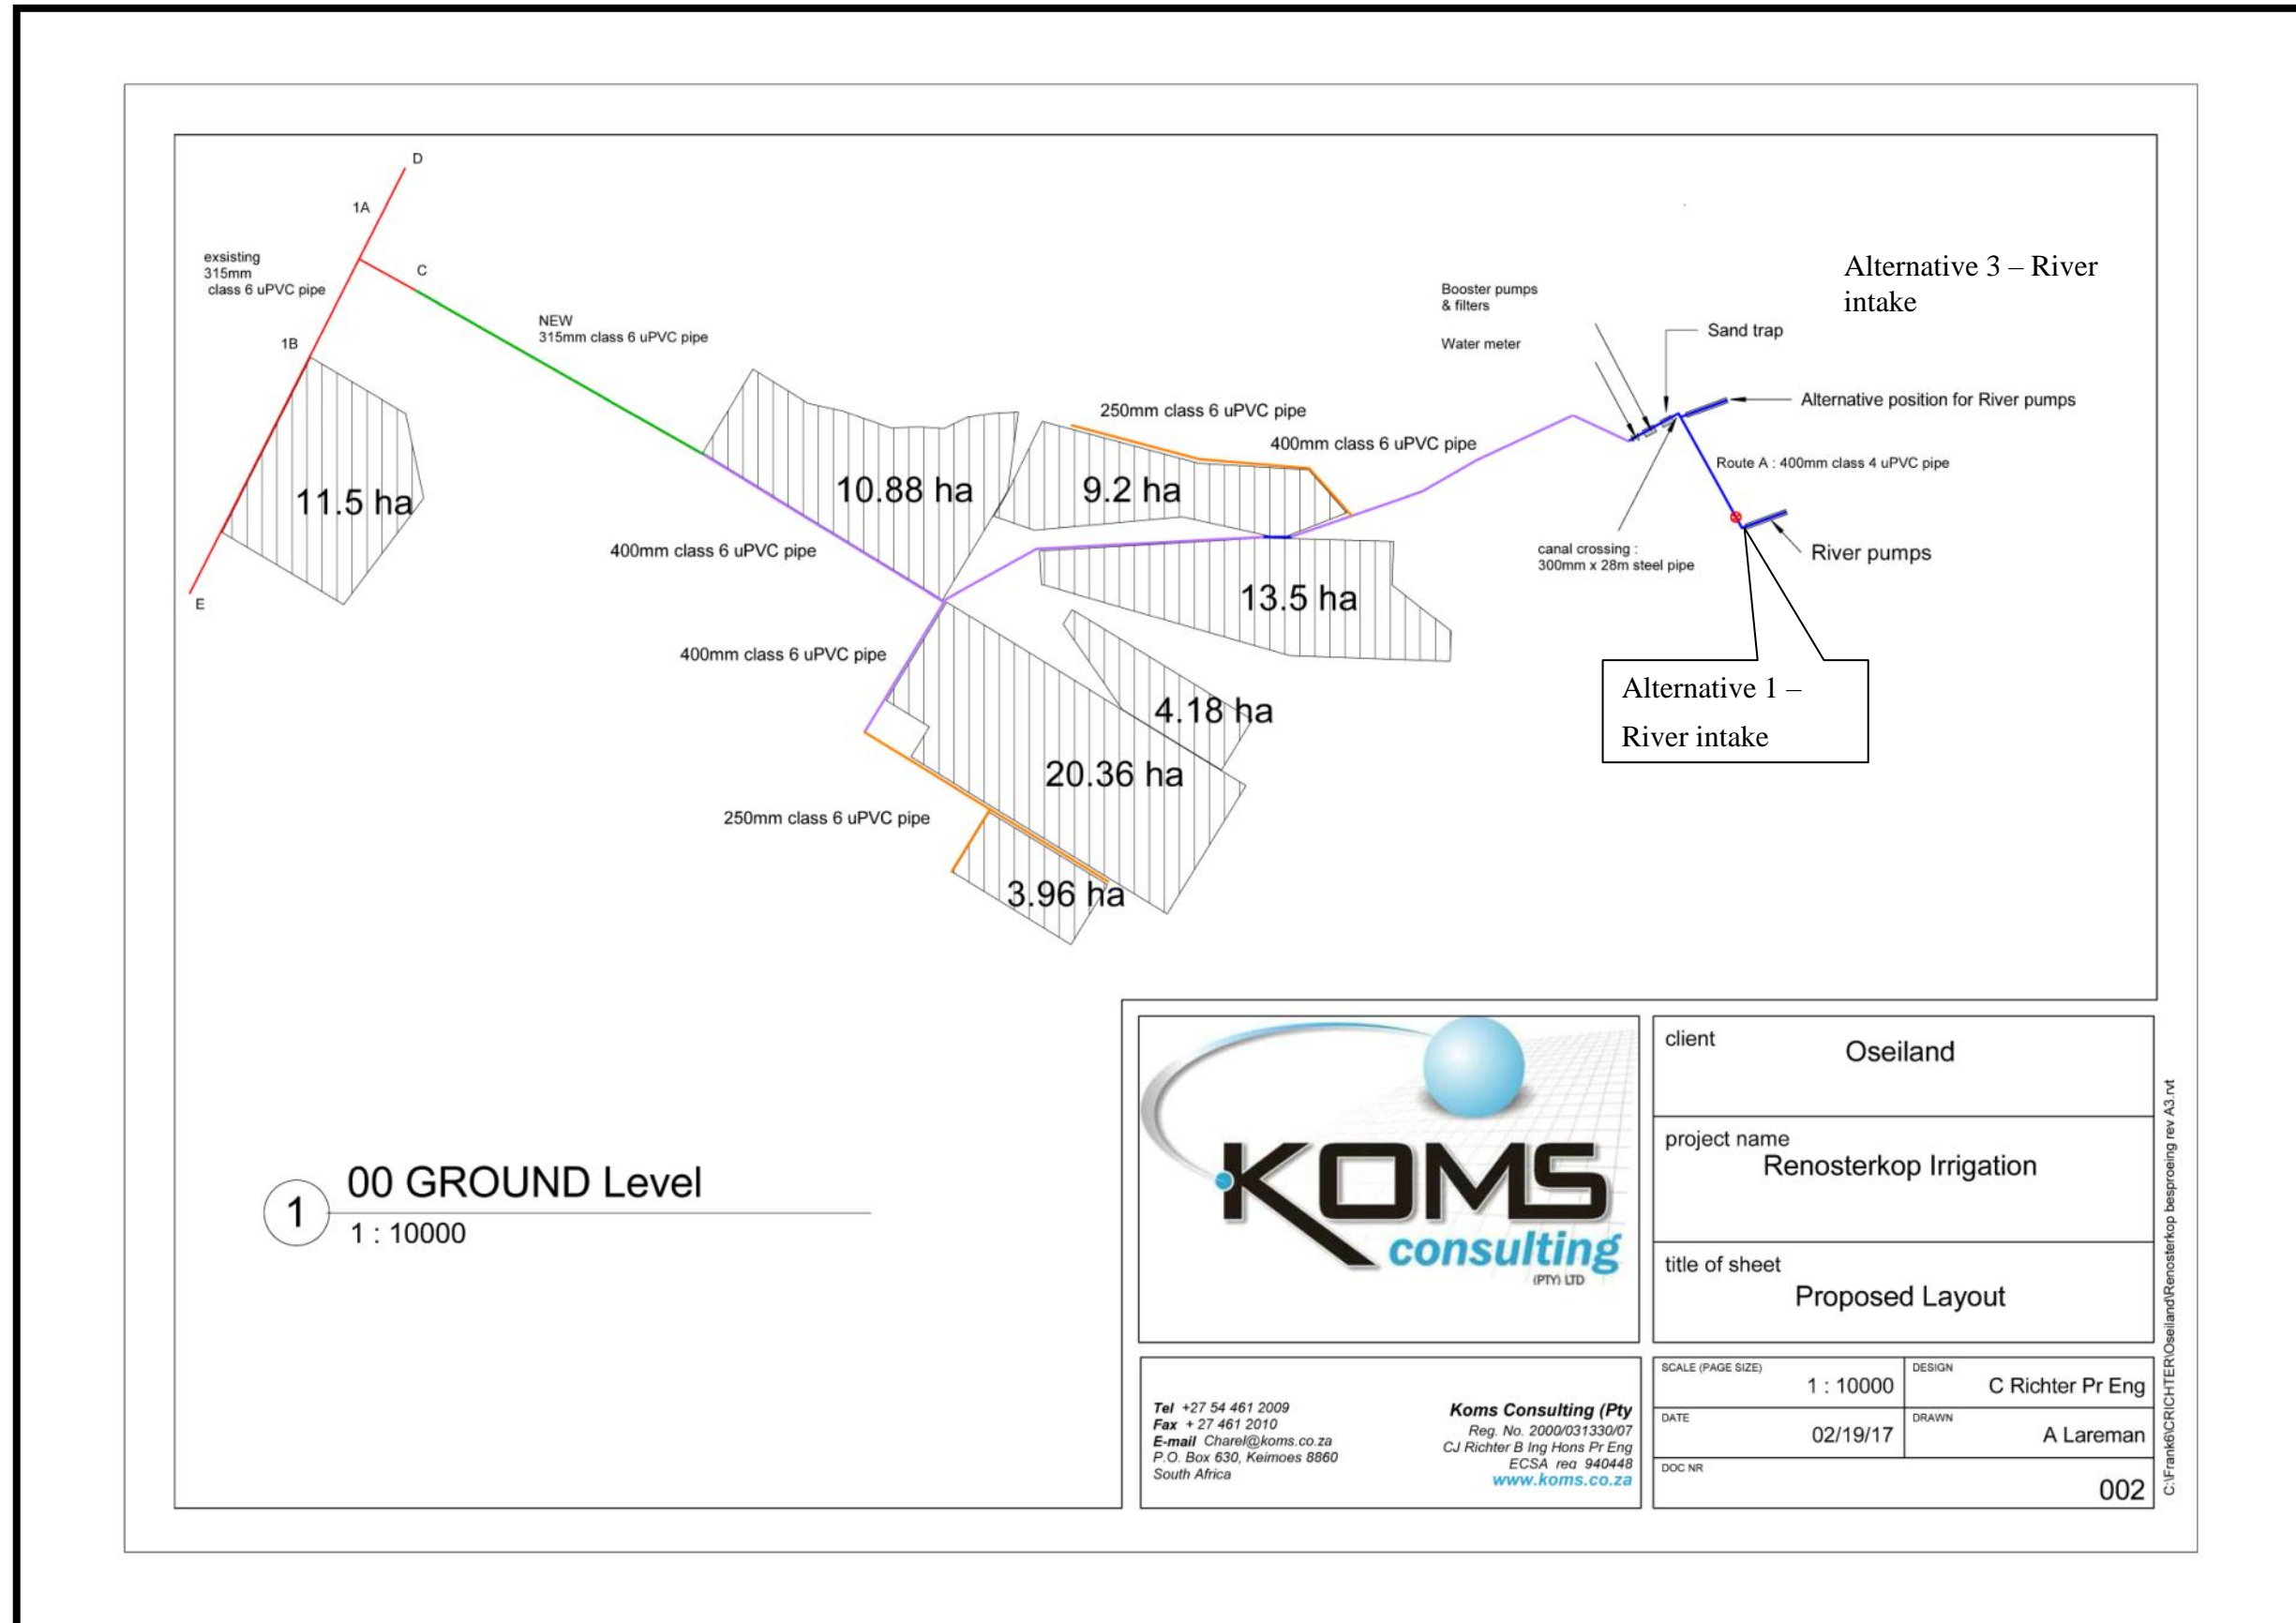 D
1A
exsisting
315mm
class 6 uPVC pipe
C
NEW
315mm class 6 uPVC pipe
1B
11.5 ha
E
10.88 ha
250mm class 6 uPVC pipe
400mm class 6 uPVC pipe
9.2 ha
400mm class 6 uPVC pipe
13.5 ha
400mm class 6 uPVC pipe
4.18 ha
20.36 ha
250mm class 6 uPVC pipe
3.96 ha
Booster pumps
& filters
Water meter
Sand trap
Alternative 3 – River
intake
Alternative position for River pumps
Route A : 400mm class 4 uPVC pipe
canal crossing :
300mm x 28m steel pipe
River pumps
Alternative 1 –
River intake
1
00 GROUND Level
1 : 10000
KOMS
consulting
(PTY) LTD
client
Oseiland
project name
Renosterkop Irrigation
title of sheet
Proposed Layout
Tel +27 54 461 2009
Fax + 27 461 2010
E-mail Charel@koms.co.za
P.O. Box 630, Keimoes 8860
South Africa
Koms Consulting (Pty
Reg. No. 2000/031330/07
CJ Richter B Ing Hons Pr Eng
ECSA reg 940448
www.koms.co.za
SCALE (PAGE SIZE)
1 : 10000
DESIGN
C Richter Pr Eng
DATE
02/19/17
DRAWN
A Lareman
DOC NR
002
C:\Frank6\CRICHTER\Oseiland\Renosterkop besproeing rev A3.rvt